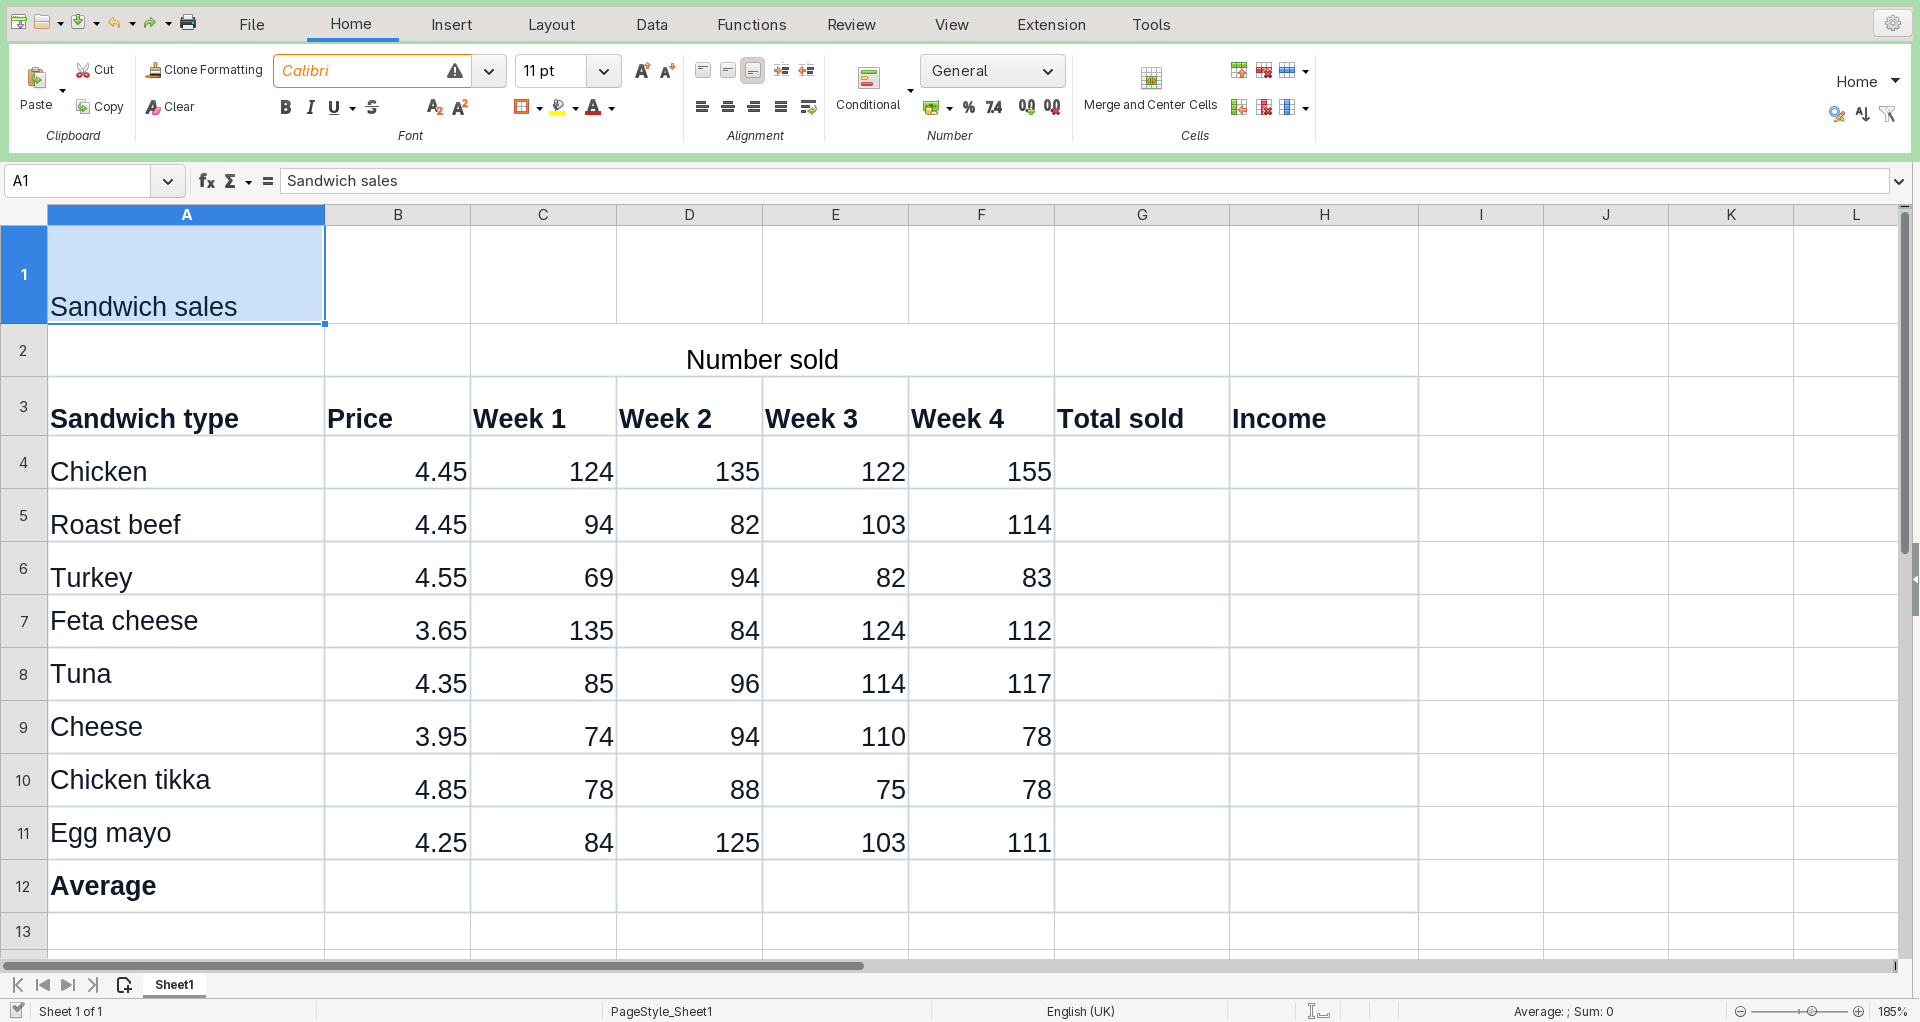 File Home Insert Layout Data Functions Review View Extension Tools
Paste Cut Copy Clone Formatting Clear
Calibri 11 pt
Conditional General Merge and Center Cells Home
B I U S A2 A2 A % 7.4 00 00
Clipboard Font Alignment Number Cells
A1 fx Σ = Sandwich sales
A B C D E F G H I J K L
1 Sandwich sales
2 Number sold
3 Sandwich type Price Week 1 Week 2 Week 3 Week 4 Total sold Income
4 Chicken 4.45 124 135 122 155
5 Roast beef 4.45 94 82 103 114
6 Turkey 4.55 69 94 82 83
7 Feta cheese 3.65 135 84 124 112
8 Tuna 4.35 85 96 114 117
9 Cheese 3.95 74 94 110 78
10 Chicken tikka 4.85 78 88 75 78
11 Egg mayo 4.25 84 125 103 111
12 Average
13
Sheet1
Sheet 1 of 1 PageStyle_Sheet1 English (UK) Average: ; Sum: 0 185%